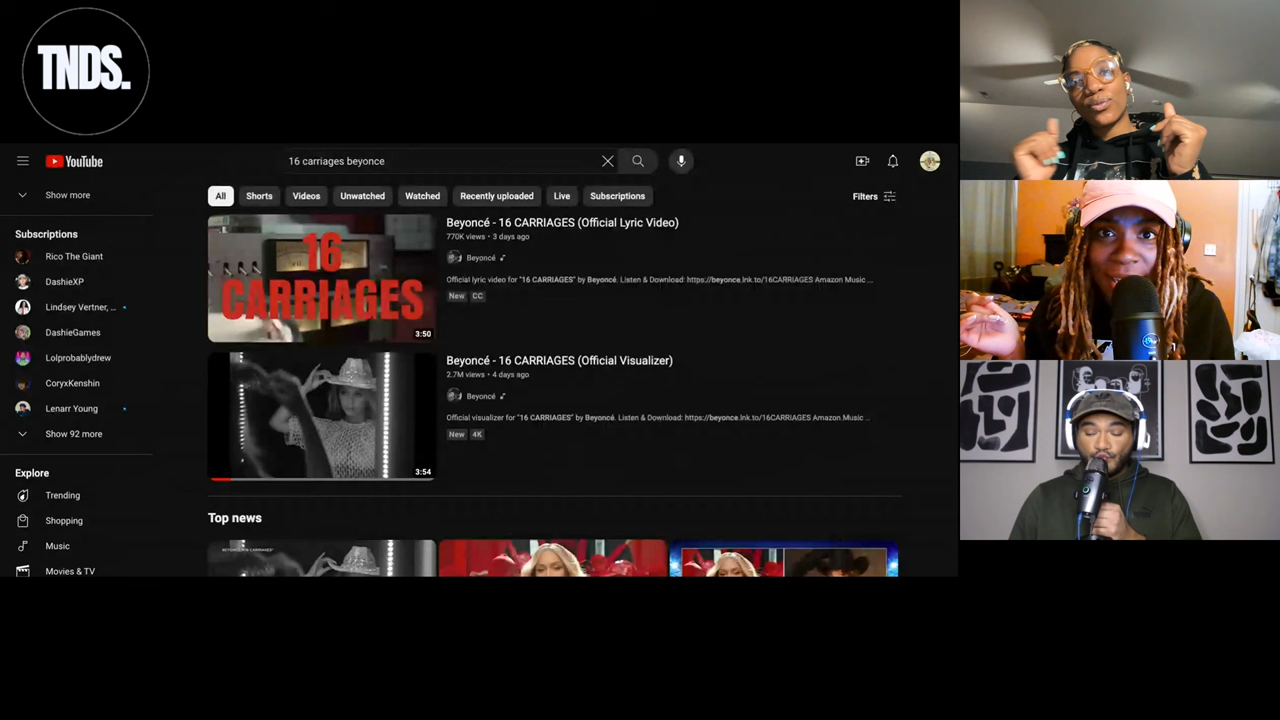 TNDS.
YouTube
16 carriages beyonce
Show more
All
Shorts
Videos
Unwatched
Watched
Recently uploaded
Live
Subscriptions
Filters
Subscriptions
Rico The Giant
DashieXP
Lindsey Vertner, ...
DashieGames
Lolprobablydrew
CoryxKenshin
Lenarr Young
Show 92 more
Explore
Trending
Shopping
Music
Movies & TV
16
CARRIAGES
3:50
Beyoncé - 16 CARRIAGES (Official Lyric Video)
770K views • 3 days ago
Beyoncé
Official lyric video for "16 CARRIAGES" by Beyoncé. Listen & Download: https://beyonce.lnk.to/16CARRIAGES Amazon Music ...
New CC
3:54
Beyoncé - 16 CARRIAGES (Official Visualizer)
2.7M views • 4 days ago
Beyoncé
Official visualizer for "16 CARRIAGES" by Beyoncé. Listen & Download: https://beyonce.lnk.to/16CARRIAGES Amazon Music ...
New 4K
Top news
BEYONCÉ "16 CARRIAGES"